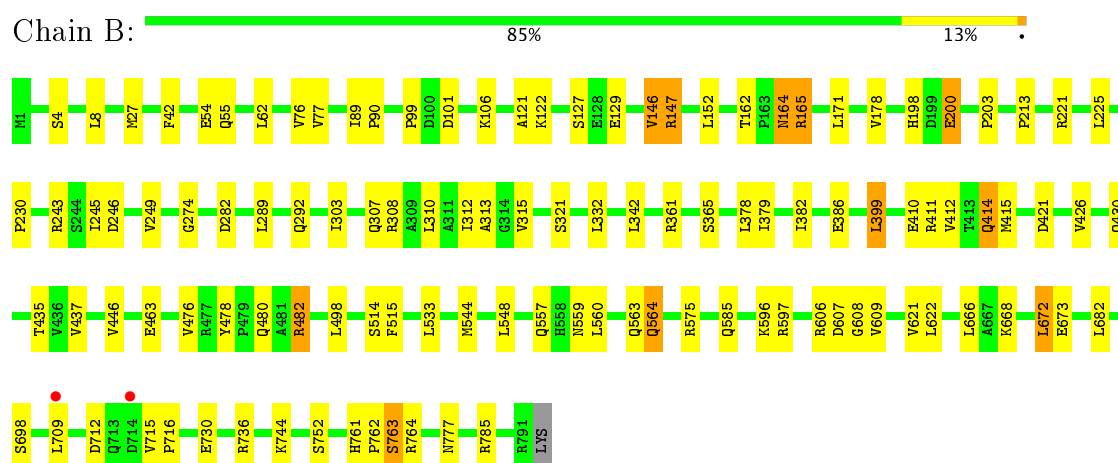 Chain B:
85% 13% •
M1 S4 L8 M27 F42 E54 Q55 L62 V76 V77 I89 P90 P99 D100 D101 K106 A121 K122 S127 E128 E129 V146 R147 L152 T162 P163 N164 R165 L171 V178 H198 D199 E200 P203 P213 R221 L225
P230 R243 S244 I245 D246 V249 G274 D282 L289 Q292 I303 Q307 R308 A309 L310 A311 I312 A313 G314 V315 S321 L332 L342 R361 S365 L378 I379 I382 E386 L399 E410 R411 V412 T413 Q414 M415 D421 V426
T435 V436 V437 V446 E463 V476 R477 Y478 P479 Q480 A481 R482 L498 S514 F515 L533 M544 L548 Q557 H558 N559 L560 Q563 Q564 R575 Q585 K596 R597 R606 D607 G608 V609 V621 L622 L666 A667 K668 L672 E673 L682
S698 L709 D712 Q713 D714 V715 P716 E730 R736 K744 S752 H761 P762 S763 R764 N777 R785 R791 LYS